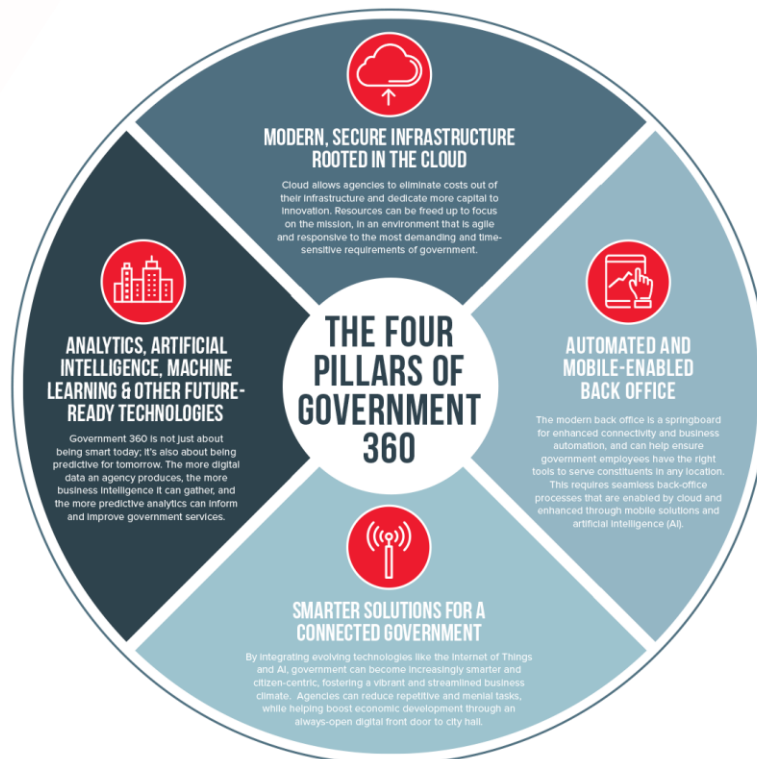 MODERN, SECURE INFRASTRUCTURE
ROOTED IN THE CLOUD
Cloud allows agencies to eliminate costs out of
their infrastructure and dedicate more capital to
innovation. Resources can be freed up to focus
on the mission, in an environment that is agile
and responsive to the most demanding and time-
sensitive requirements of government.
THE FOUR
PILLARS OF
GOVERNMENT
360
AUTOMATED AND
MOBILE-ENABLED
BACK OFFICE
The modern back office is a springboard
for enhanced connectivity and business
automation, and can help ensure
government employees have the right
tools to serve constituents in any location.
This requires seamless back-office
processes that are enabled by cloud and
enhanced through mobile solutions and
artificial intelligence (AI).
SMARTER SOLUTIONS FOR A
CONNECTED GOVERNMENT
By integrating evolving technologies like the Internet of Things
and AI, government can become increasingly smarter and
citizen-centric, fostering a vibrant and streamlined business
climate. Agencies can reduce repetitive and menial tasks,
while helping boost economic development through an
always-open digital front door to city hall.
ANALYTICS, ARTIFICIAL
INTELLIGENCE, MACHINE
LEARNING & OTHER FUTURE-
READY TECHNOLOGIES
Government 360 is not just about
being smart today; it's also about being
predictive for tomorrow. The more digital
data an agency produces, the more
business intelligence it can gather, and
the more predictive analytics can inform
and improve government services.